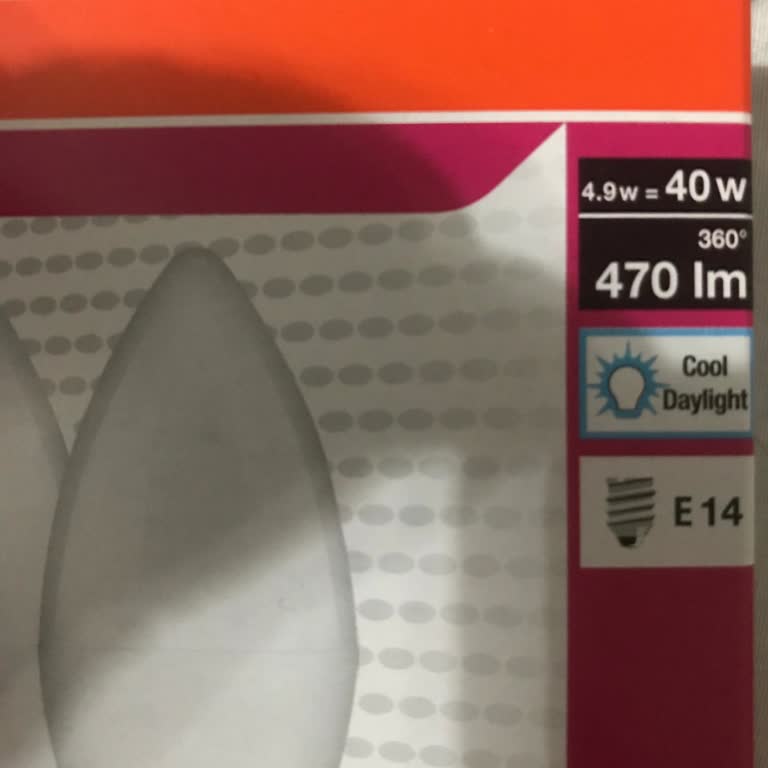 4.9w = 40w
360°
470 lm
Cool
Daylight
E14